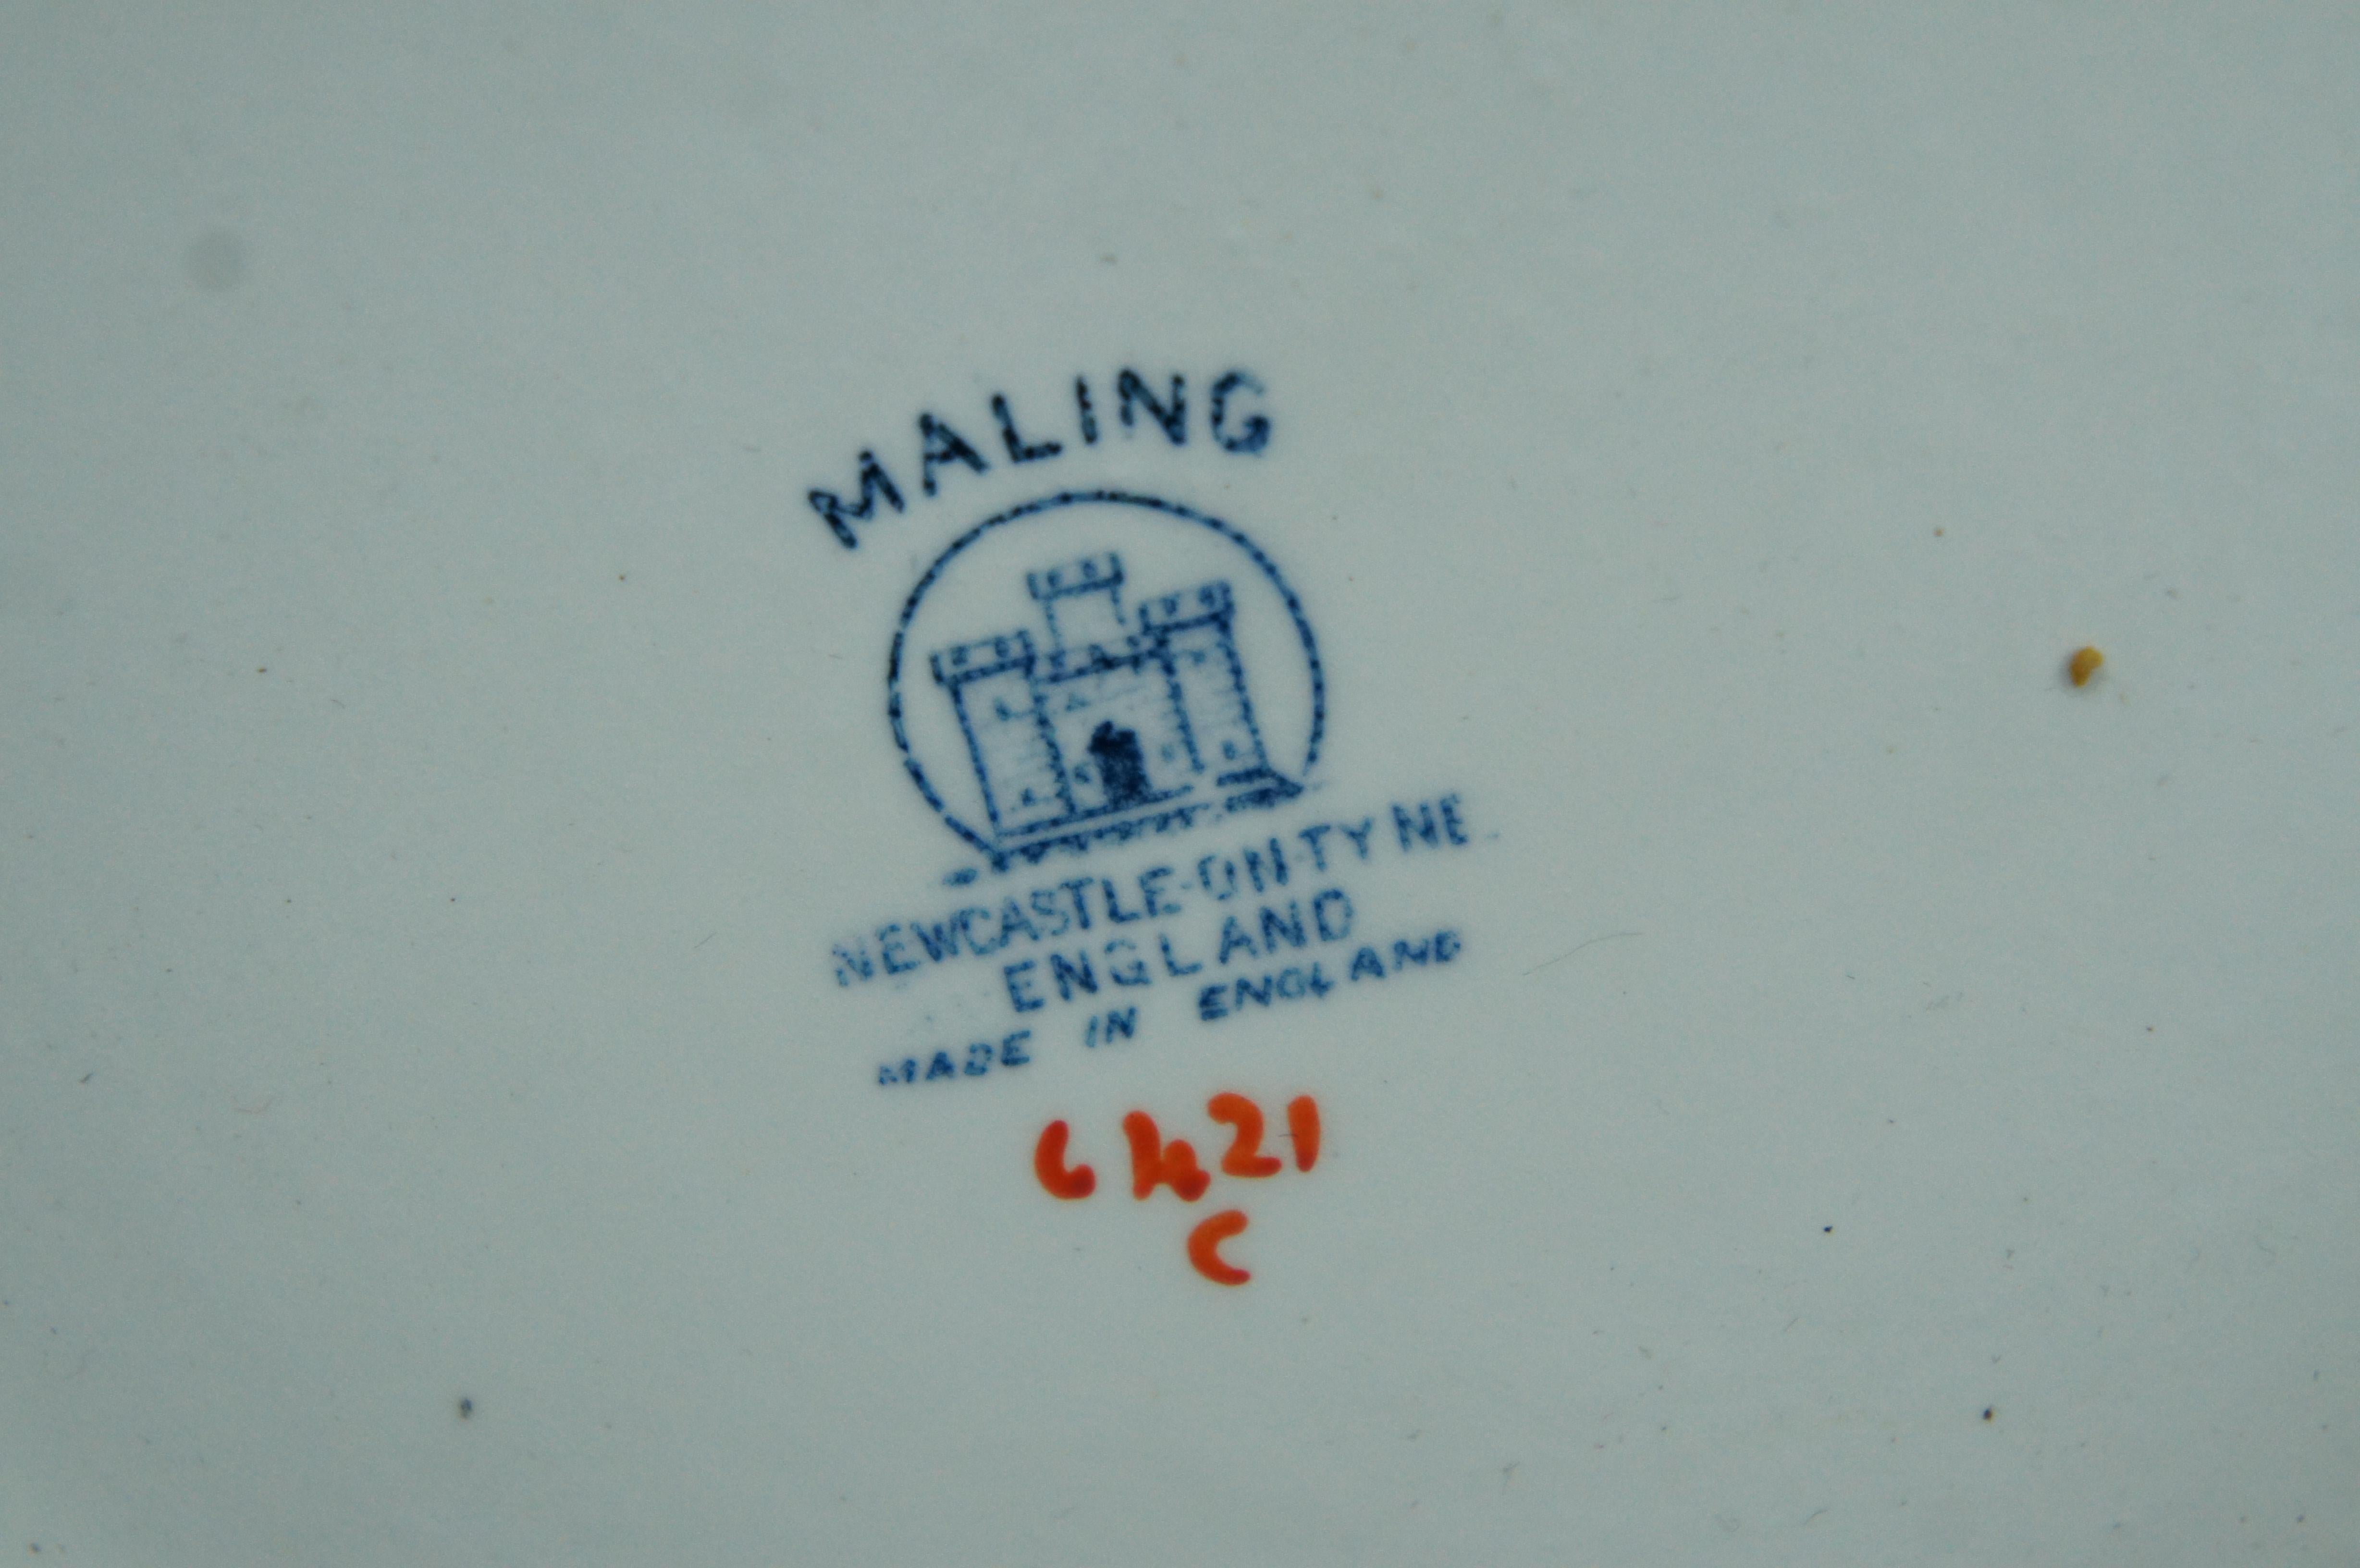 MALING
NEWCASTLE-ON-TYNE
ENGLAND
MADE IN ENGLAND
6421
C